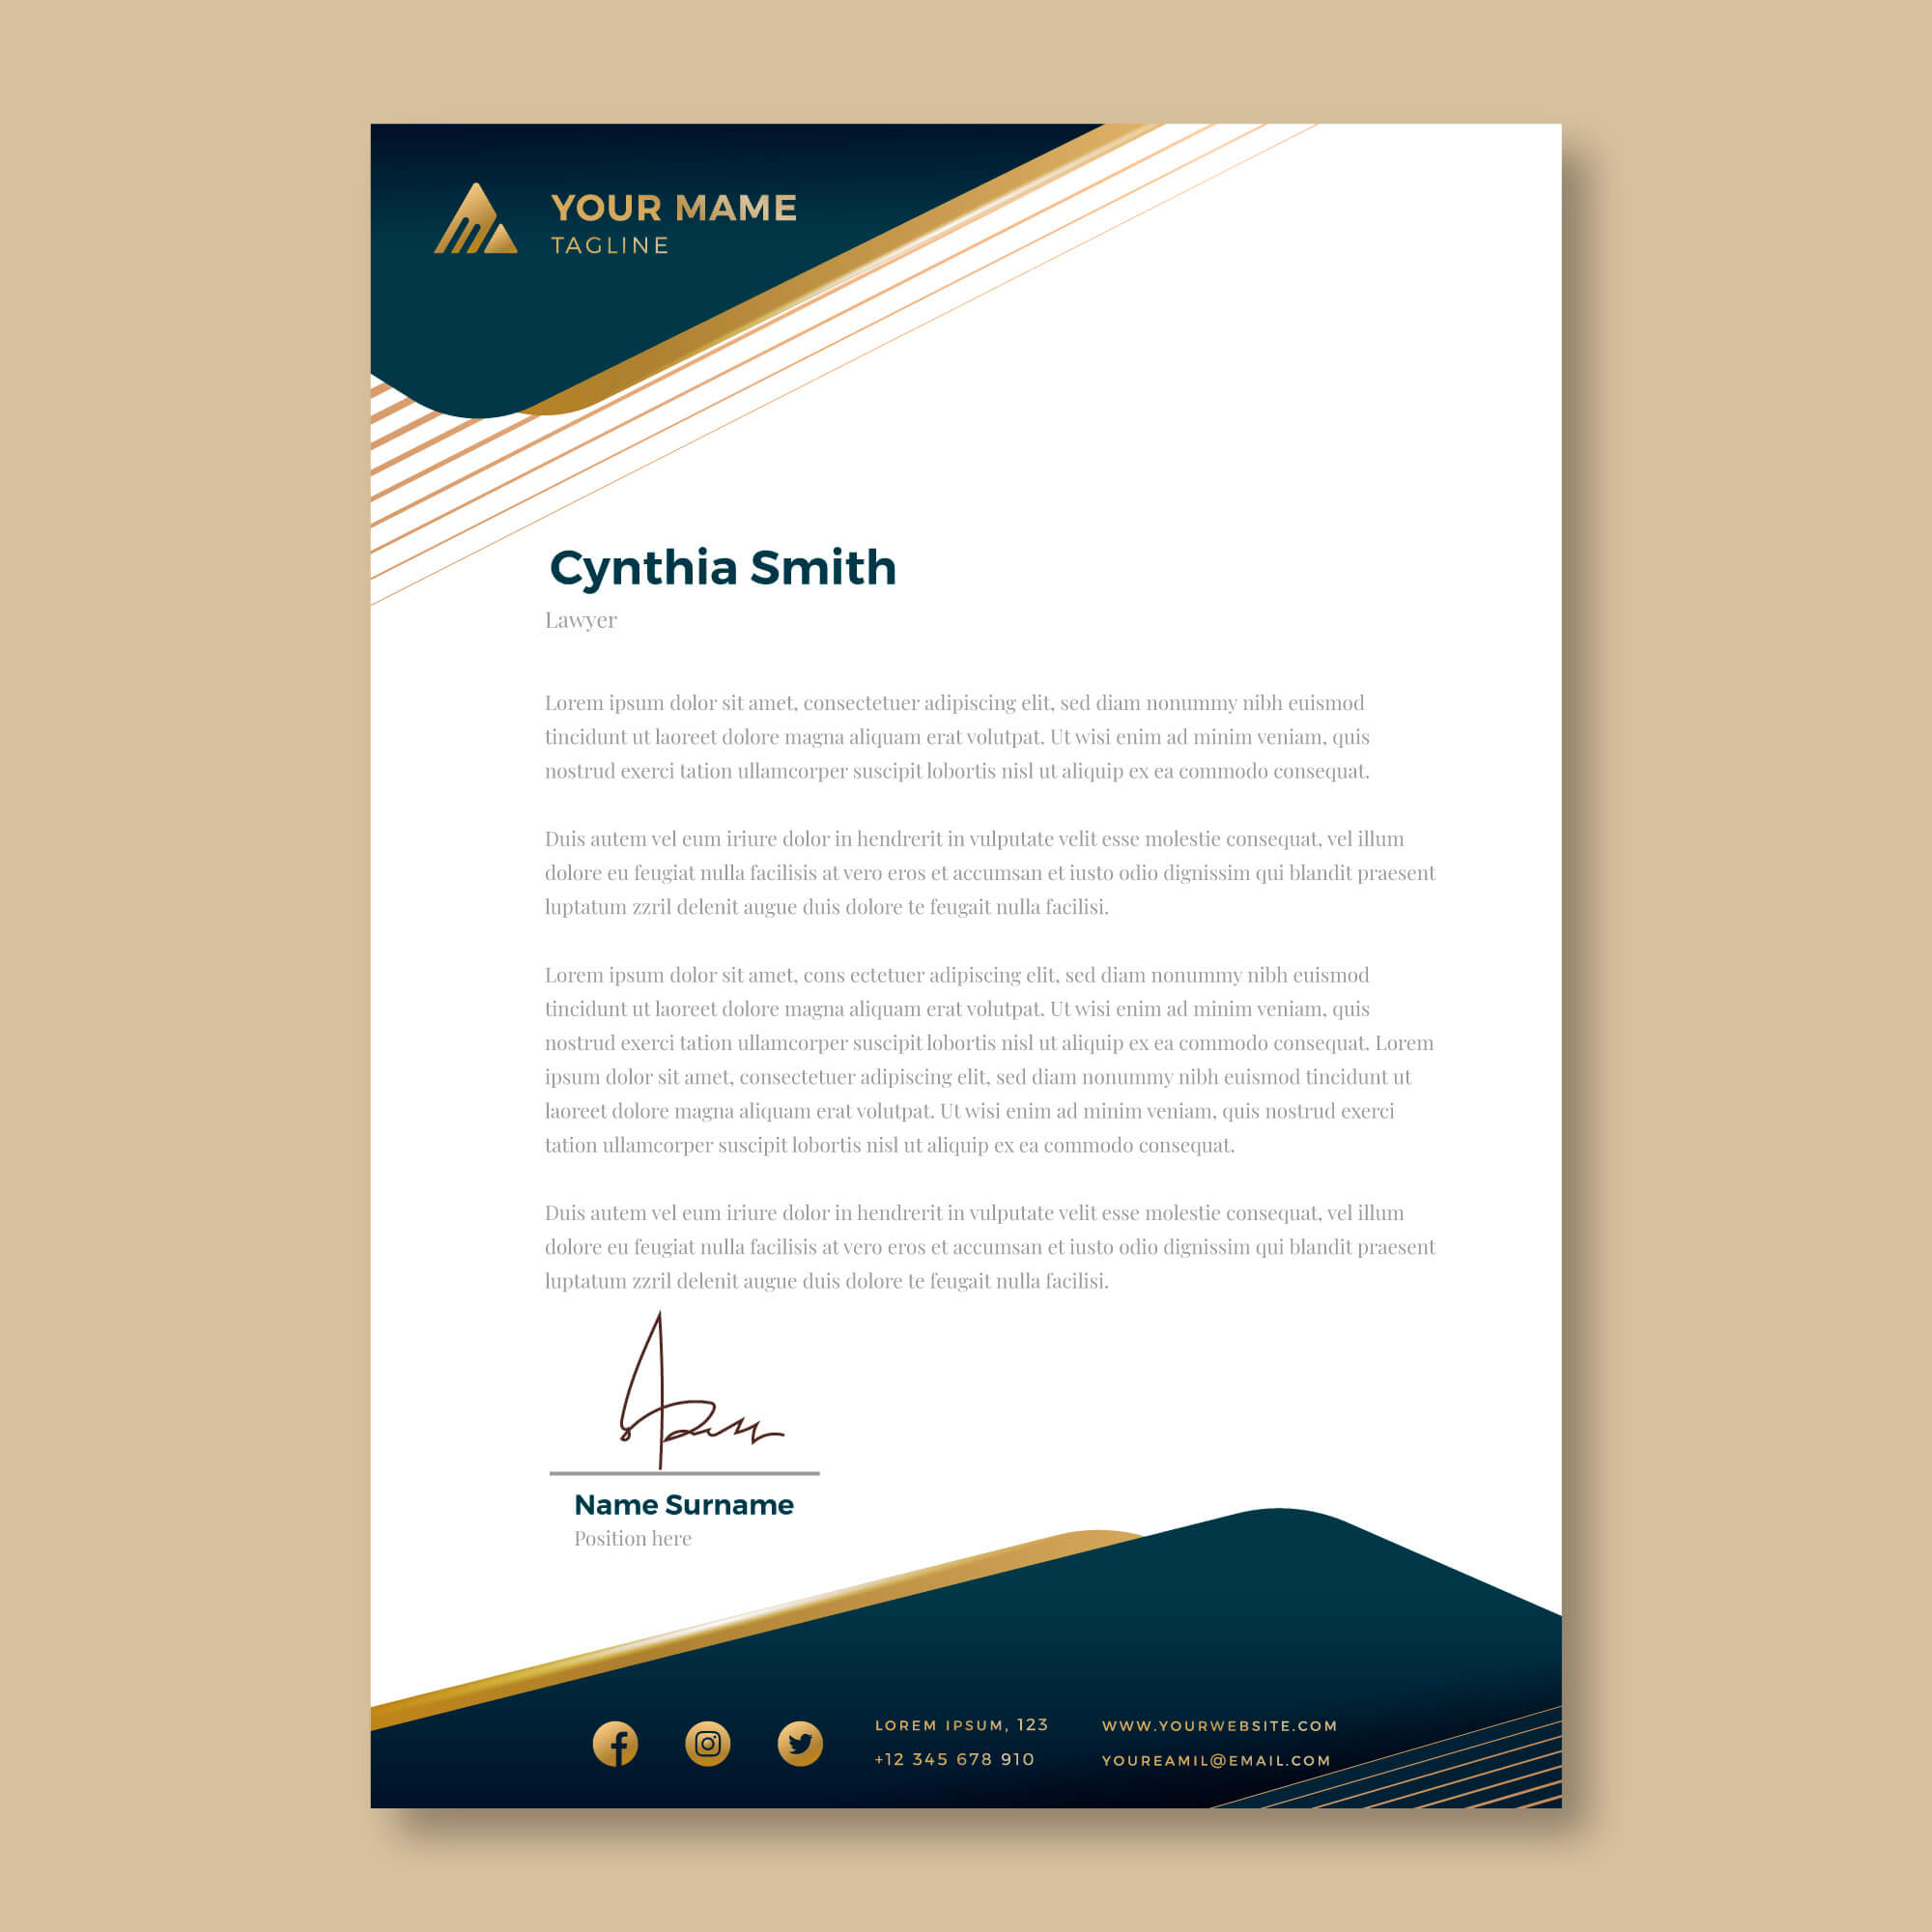 YOUR MAME
TAGLINE
Cynthia Smith
Lawyer
Lorem ipsum dolor sit amet, consectetuer adipiscing elit, sed diam nonummy nibh euismod
tincidunt ut laoreet dolore magna aliquam erat volutpat. Ut wisi enim ad minim veniam, quis
nostrud exerci tation ullamcorper suscipit lobortis nisl ut aliquip ex ea commodo consequat.
Duis autem vel eum iriure dolor in hendrerit in vulputate velit esse molestie consequat, vel illum
dolore eu feugiat nulla facilisis at vero eros et accumsan et iusto odio dignissim qui blandit praesent
luptatum zzril delenit augue duis dolore te feugait nulla facilisi.
Lorem ipsum dolor sit amet, cons ectetuer adipiscing elit, sed diam nonummy nibh euismod
tincidunt ut laoreet dolore magna aliquam erat volutpat. Ut wisi enim ad minim veniam, quis
nostrud exerci tation ullamcorper suscipit lobortis nisl ut aliquip ex ea commodo consequat. Lorem
ipsum dolor sit amet, consectetuer adipiscing elit, sed diam nonummy nibh euismod tincidunt ut
laoreet dolore magna aliquam erat volutpat. Ut wisi enim ad minim veniam, quis nostrud exerci
tation ullamcorper suscipit lobortis nisl ut aliquip ex ea commodo consequat.
Duis autem vel eum iriure dolor in hendrerit in vulputate velit esse molestie consequat, vel illum
dolore eu feugiat nulla facilisis at vero eros et accumsan et iusto odio dignissim qui blandit praesent
luptatum zzril delenit augue duis dolore te feugait nulla facilisi.
Name Surname
Position here
LOREM IPSUM, 123
+12 345 678 910
WWW.YOURWEBSITE.COM
YOUREAMIL@EMAIL.COM